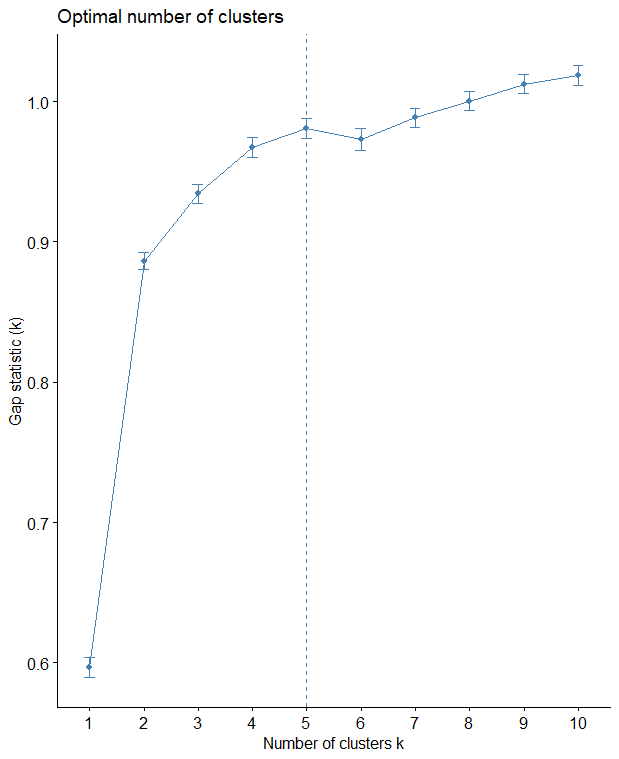 Optimal number of clusters
Gap statistic (k)
1.0
0.9
0.8
0.7
0.6
1 2 3 4 5 6 7 8 9 10
Number of clusters k